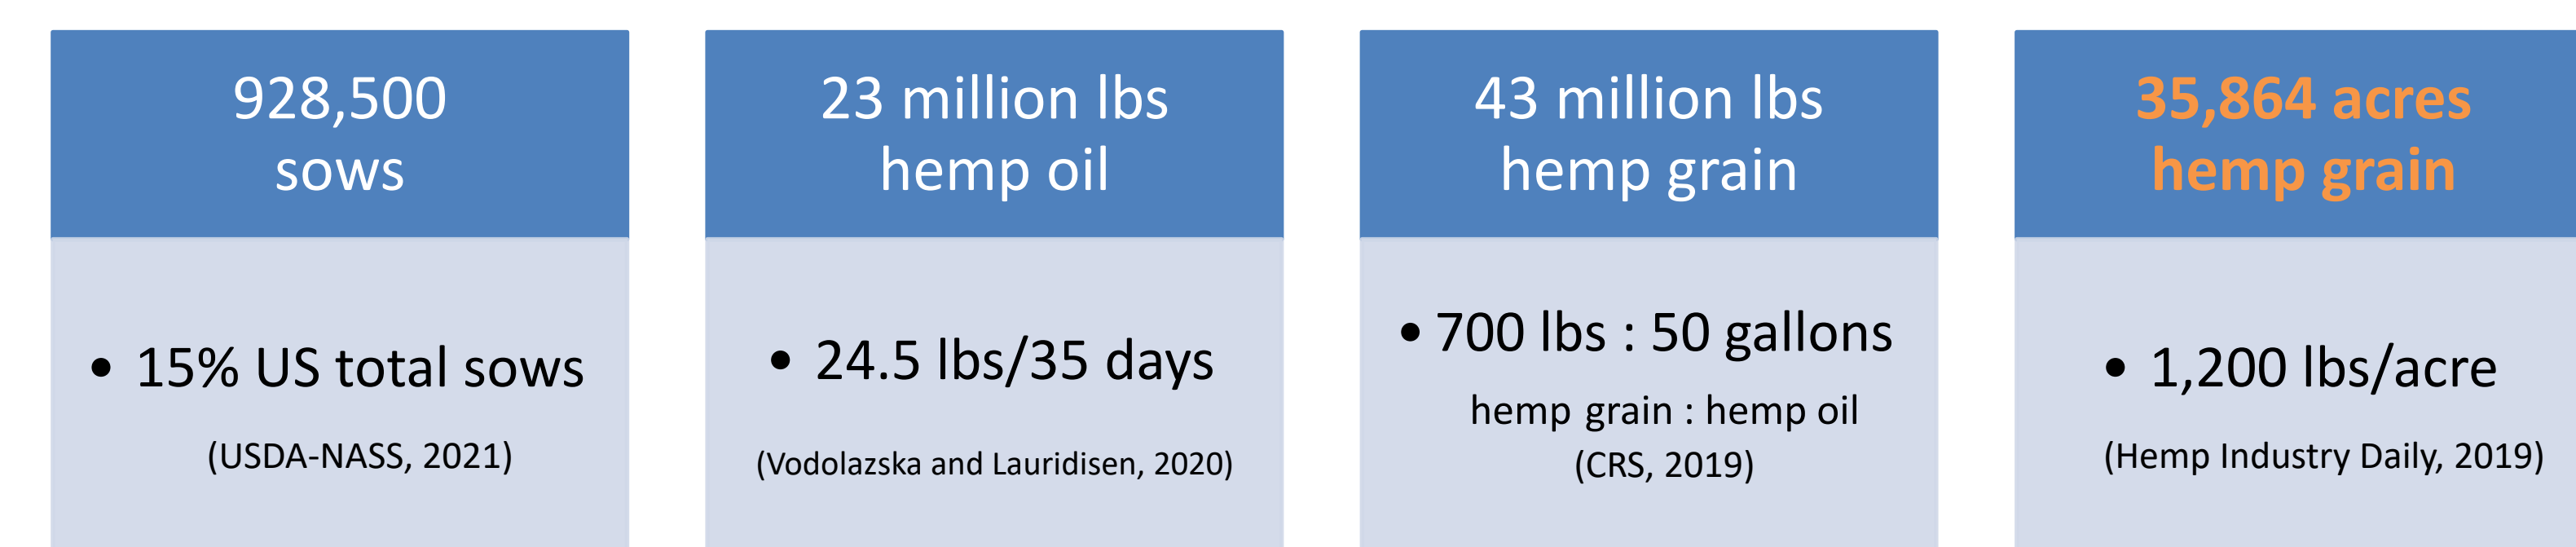 928,500
sows
• 15% US total sows
(USDA-NASS, 2021)
23 million lbs
hemp oil
• 24.5 lbs/35 days
(Vodolazska and Lauridisen, 2020)
43 million lbs
hemp grain
• 700 lbs : 50 gallons
hemp grain : hemp oil
(CRS, 2019)
35,864 acres
hemp grain
• 1,200 lbs/acre
(Hemp Industry Daily, 2019)